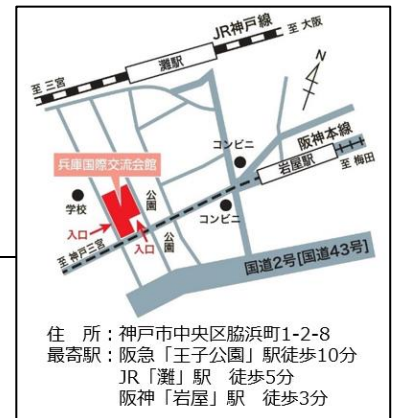 JR神戸線
至 大阪
灘駅
至 三宮
N
コンビニ
阪神本線
岩屋駅
至 梅田
兵庫国際交流会館
学校
公園
コンビニ
入口
入口
公園
至 神戸三宮
国道2号[国道43号]
住　所：神戸市中央区脇浜町1-2-8
最寄駅：阪急「王子公園」駅徒歩10分
JR「灘」駅　徒歩5分
阪神「岩屋」駅　徒歩3分